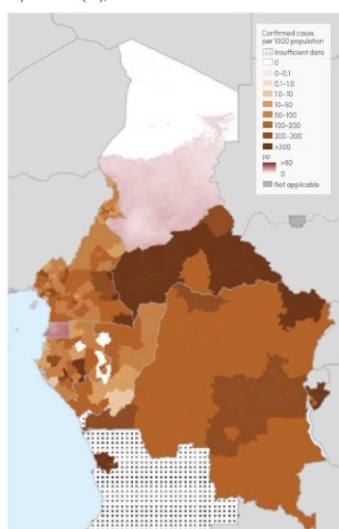 Confirmed cases
per 1000 population
Insufficient data
0
0–0.1
0.1–1.0
1.0–10
10–50
50–100
100–200
200–300
>300
PP
>80
0
Not applicable